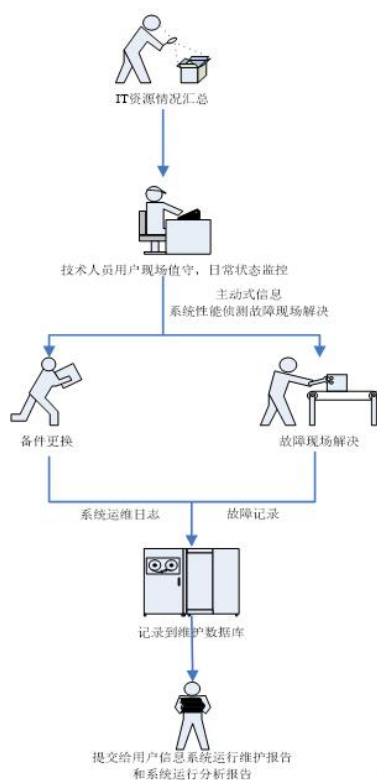 IT资源情况汇总
技术人员用户现场值守，日常状态监控
主动式信息
系统性能侦测故障现场解决
备件更换
故障现场解决
系统运维日志
故障记录
记录到维护数据库
提交给用户信息系统运行维护报告
和系统运行分析报告